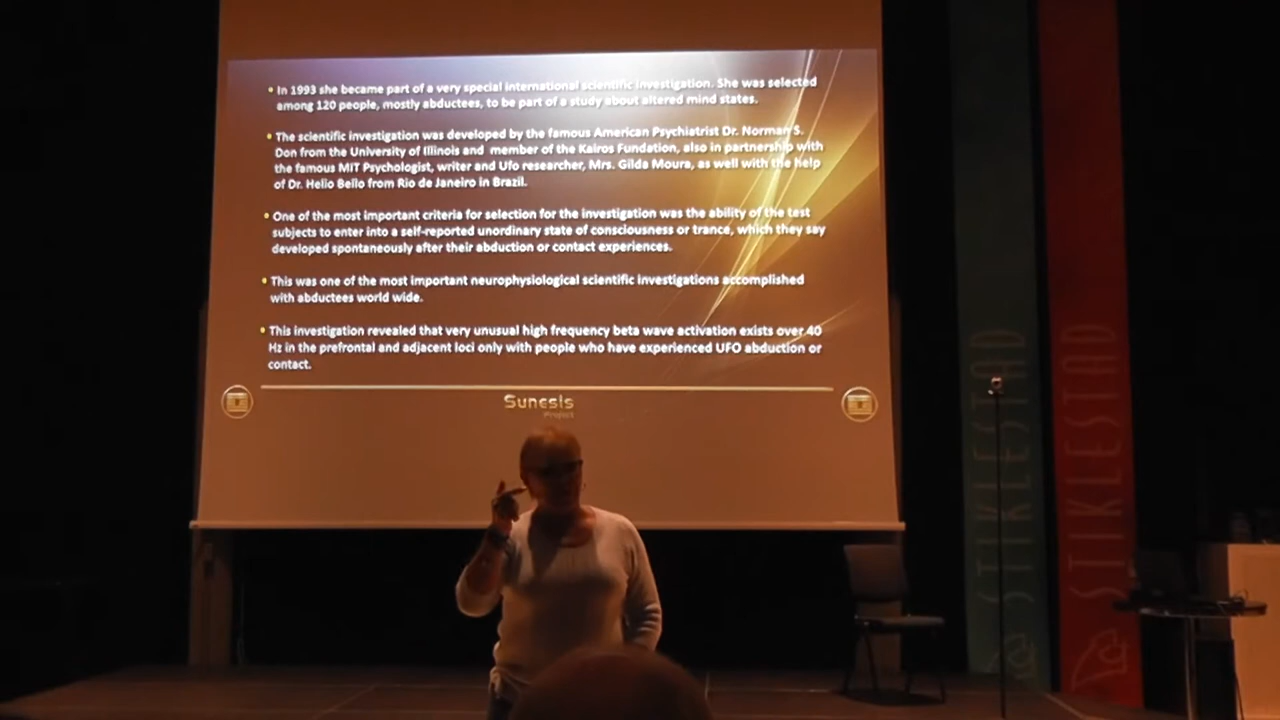 • In 1993 she became part of a very special international scientific investigation. She was selected
among 120 people, mostly abductees, to be part of a study about altered mind states.
• The scientific investigation was developed by the famous American Psychiatrist Dr. Norman S.
Don from the University of Illinois and member of the Kairos Foundation, also in partnership with
the famous MIT Psychologist, writer and Ufo researcher, Mrs. Gilda Moura, as well with the help
of Dr. Helio Bello from Rio de Janeiro in Brazil.
• One of the most important criteria for selection for the investigation was the ability of the test
subjects to enter into a self-reported unordinary state of consciousness or trance, which they say
developed spontaneously after their abduction or contact experiences.
• This was one of the most important neurophysiological scientific investigations accomplished
with abductees world wide.
• This investigation revealed that very unusual high frequency beta wave activation exists over 40
Hz in the prefrontal and adjacent loci only with people who have experienced UFO abduction or
contact.
Sunesis
Project
STIKLESTAD
STIKLESTAD